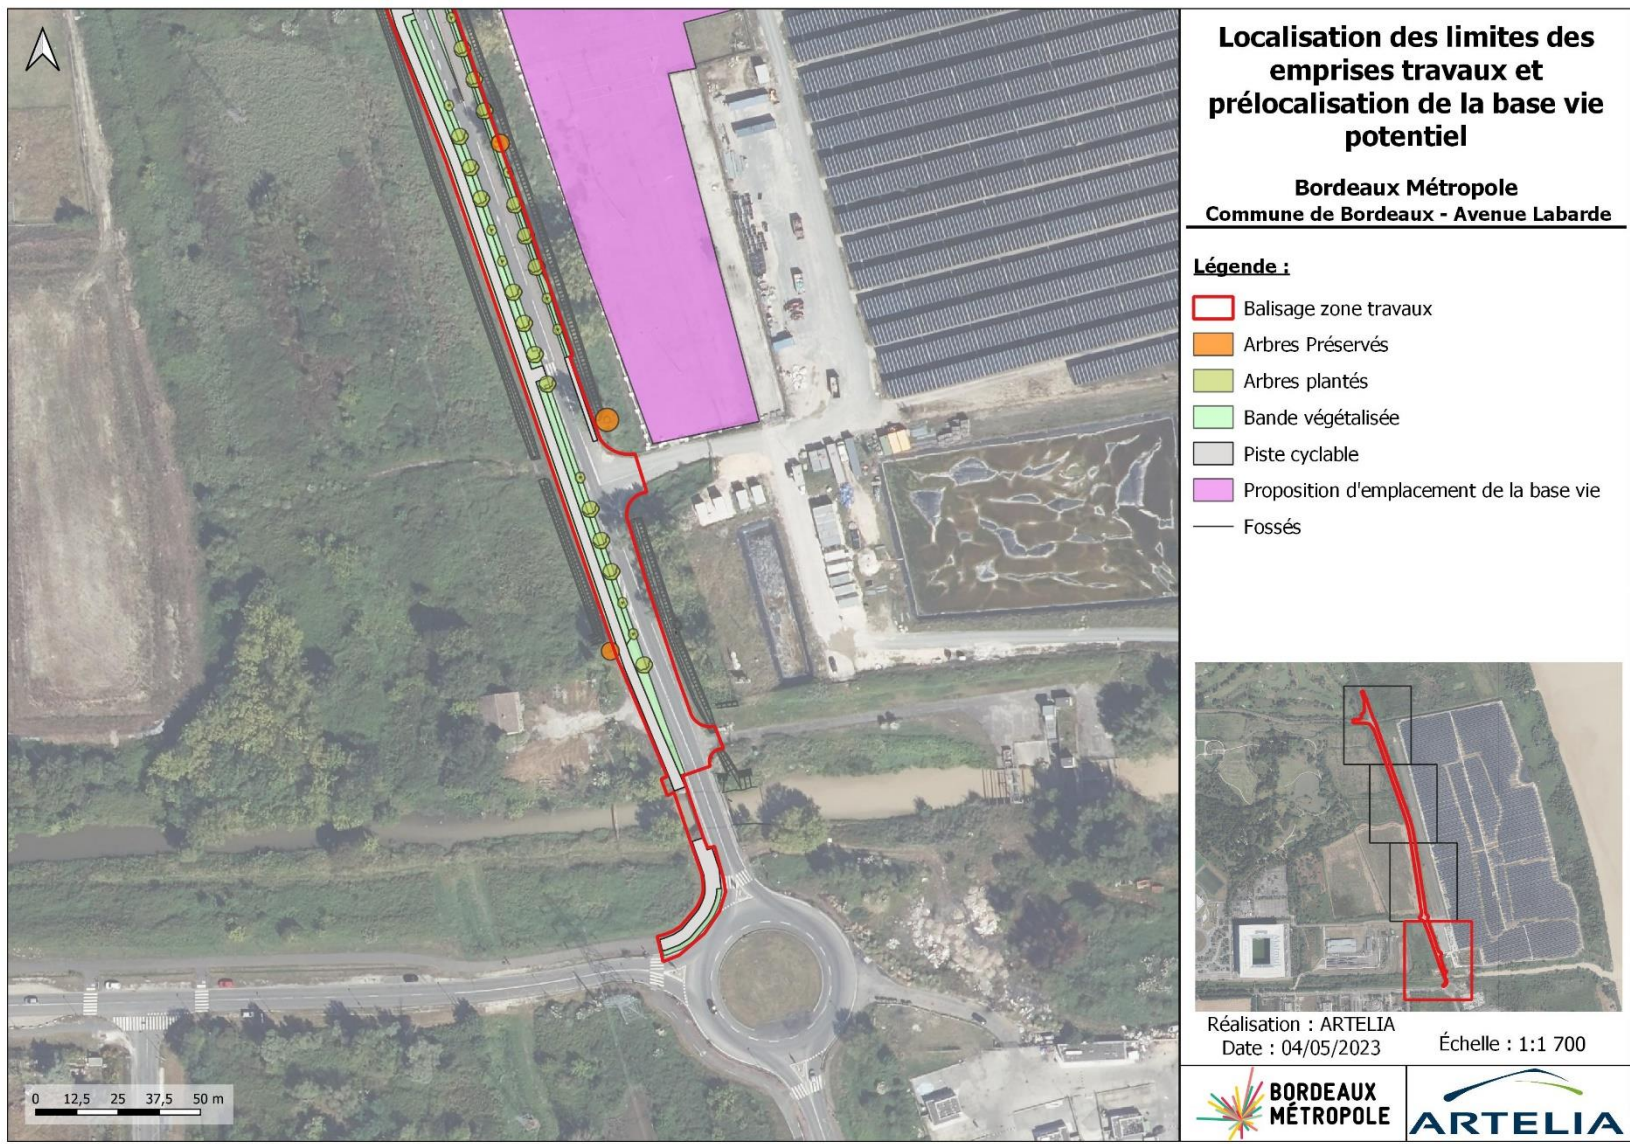 Localisation des limites des
emprises travaux et
prélocalisation de la base vie
potentiel
Bordeaux Métropole
Commune de Bordeaux - Avenue Labarde
Légende :
Balisage zone travaux
Arbres Préservés
Arbres plantés
Bande végétalisée
Piste cyclable
Proposition d'emplacement de la base vie
Fossés
Réalisation : ARTELIA
Date : 04/05/2023
Échelle : 1:1 700
0 12,5 25 37,5 50 m
BORDEAUX
MÉTROPOLE
ARTELIA